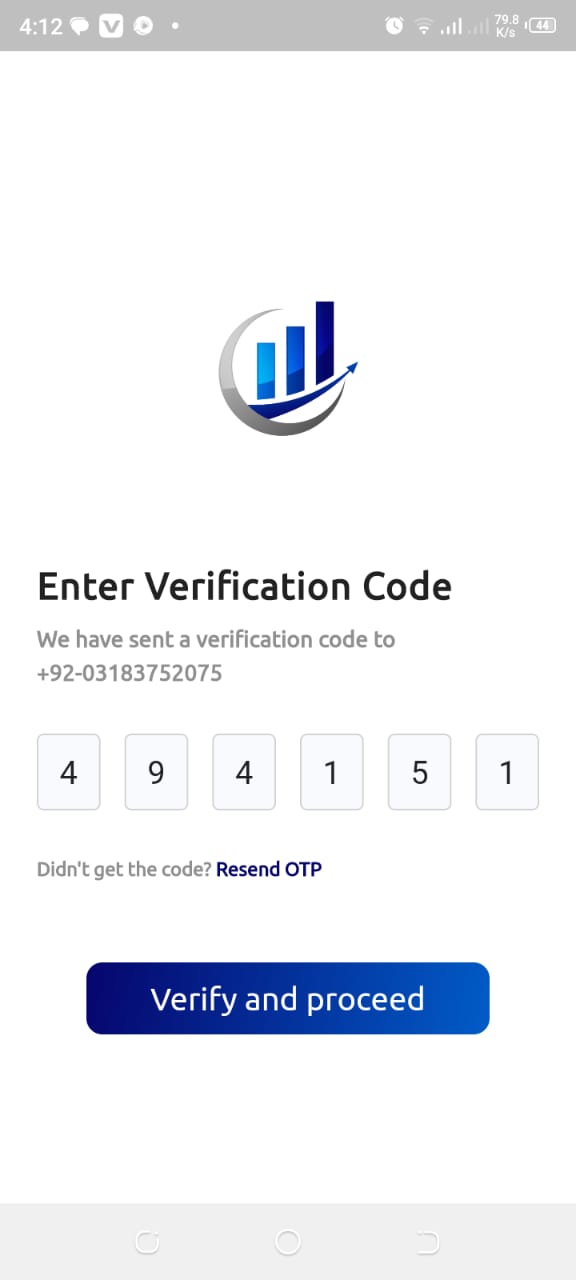 4:12
79.8
K/s
44
Enter Verification Code
We have sent a verification code to
+92-03183752075
4 9 4 1 5 1
Didn't get the code? Resend OTP
Verify and proceed